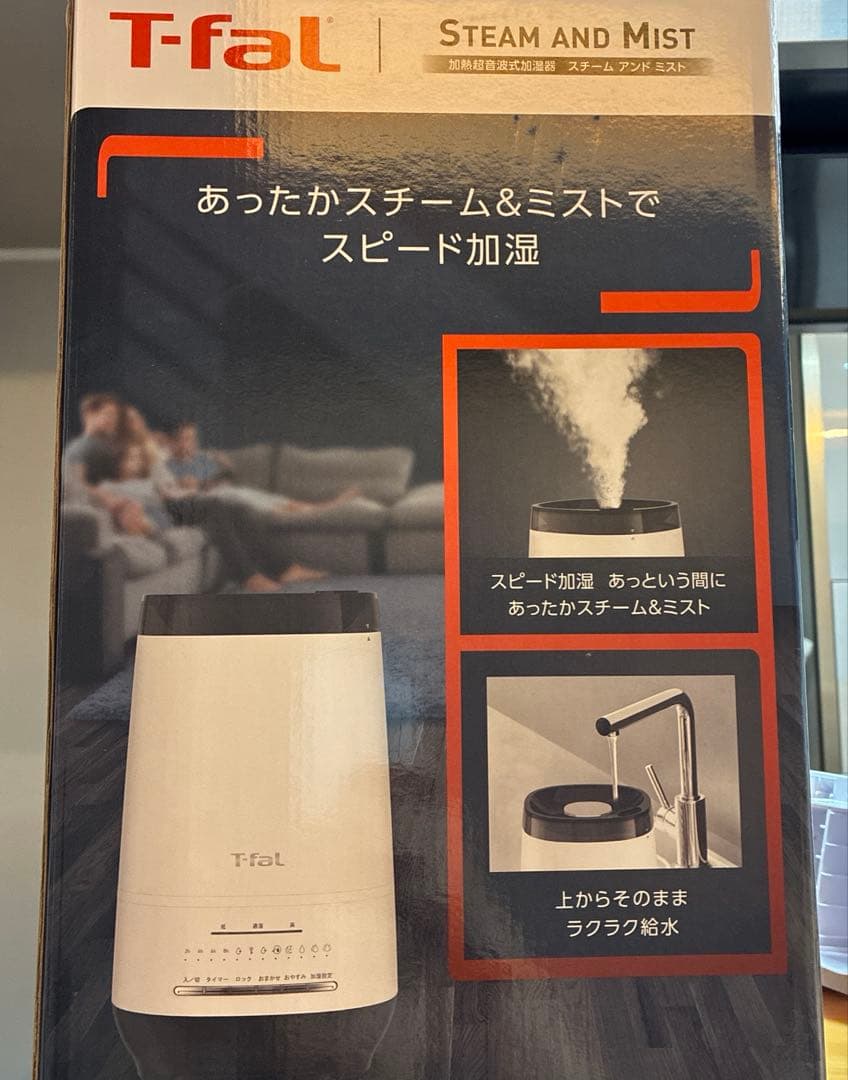 T-fal
STEAM AND MIST
加熱超音波式加湿器 スチーム アンド ミスト
あったかスチーム&ミストで
スピード加湿
スピード加湿 あっという間に
あったかスチーム&ミスト
上からそのまま
ラクラク給水
T-fal
低 適湿 高
入/切 タイマー ロック おまかせ おやすみ 加湿設定